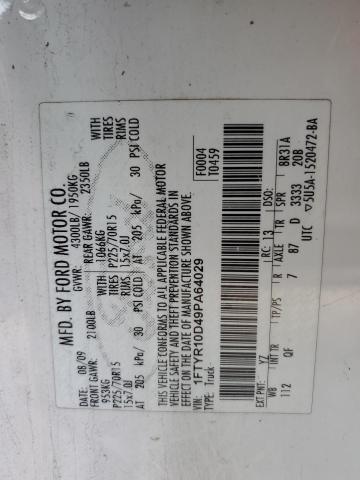 MFD. BY FORD MOTOR CO.
DATE: 08/09 GVWR: 4300LB/ 1950KG
FRONT GAWR: 2100LB REAR GAWR: 2350LB
953KG WITH 1066KG WITH
P225/70R15 TIRES P225/70R15 TIRES
15x7.0J RIMS 15x7.0J RIMS
AT 205 kPa/ 30 PSI COLD AT 205 kPa/ 30 PSI COLD
THIS VEHICLE CONFORMS TO ALL APPLICABLE FEDERAL MOTOR
VEHICLE SAFETY AND THEFT PREVENTION STANDARDS IN
EFFECT ON THE DATE OF MANUFACTURE SHOWN ABOVE.
VIN: 1FTYR10D49PA64029 F0004
TYPE: Truck T0459
EXT PNT: YZ RC: 13 DSO:
WB INT TR TP/PS R AXLE TR SPR 8R31A
112 QF 7 87 D 3333 20B
UTC ▽5U5A-1520472-BA